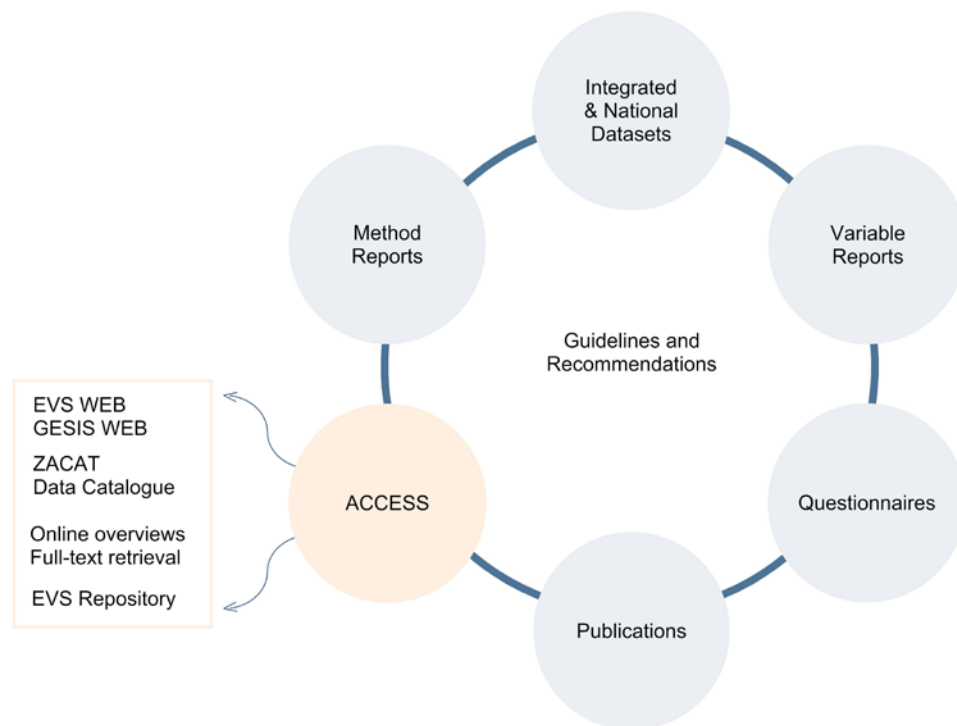 Integrated
& National
Datasets
Method
Reports
Variable
Reports
Guidelines and
Recommendations
EVS WEB
GESIS WEB
ZACAT
Data Catalogue
Online overviews
Full-text retrieval
EVS Repository
ACCESS
Questionnaires
Publications